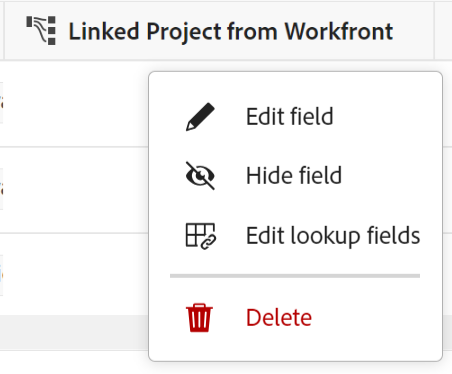 Linked Project from Workfront
Edit field
Hide field
Edit lookup fields
Delete